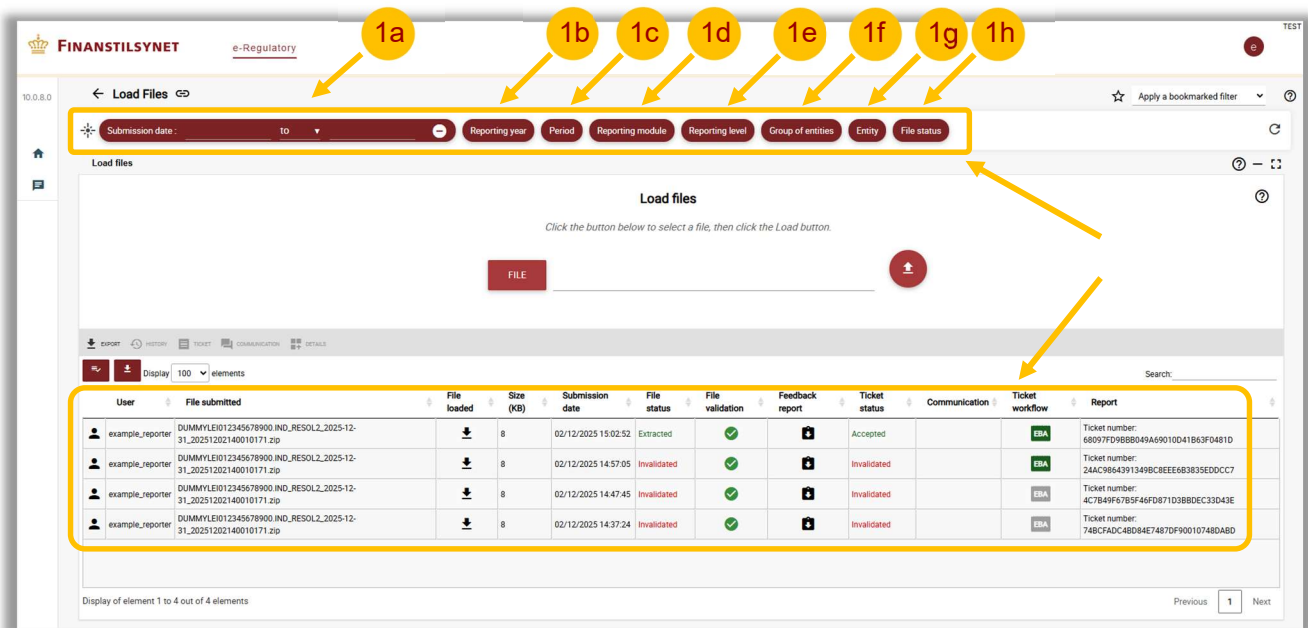 1a 1b 1c 1d 1e 1f 1g 1h
TEST
FINANSTILSYNET e-Regulatory e
10.0.8.0 Load Files Apply a bookmarked filter
Submission date : to Reporting year Period Reporting module Reporting level Group of entities Entity File status
Load files
Load files
Click the button below to select a file, then click the Load button.
FILE
EXPORT HISTORY TICKET COMMUNICATION DETAILS
Display 100 elements Search:
User File submitted File loaded Size (KB) Submission date File status File validation Feedback report Ticket status Communication Ticket workflow Report
example_reporter DUMMYLEI012345678900.IND_RESOL2_2025-12-31_20251202140010171.zip 8 02/12/2025 15:02:52 Extracted Accepted EBA Ticket number: 68097FD9BBB049A69010D41B63F0481D
example_reporter DUMMYLEI012345678900.IND_RESOL2_2025-12-31_20251202140010171.zip 8 02/12/2025 14:57:05 Invalidated Invalidated EBA Ticket number: 24AC9864391349BC8EEE6B3835EDDCC7
example_reporter DUMMYLEI012345678900.IND_RESOL2_2025-12-31_20251202140010171.zip 8 02/12/2025 14:47:45 Invalidated Invalidated EBA Ticket number: 4C7B49F67B5F46FD871D3BBDEC33D43E
example_reporter DUMMYLEI012345678900.IND_RESOL2_2025-12-31_20251202140010171.zip 8 02/12/2025 14:37:24 Invalidated Invalidated EBA Ticket number: 74BCFADC4BD84E7487DF90010748DABD
Display of element 1 to 4 out of 4 elements Previous 1 Next